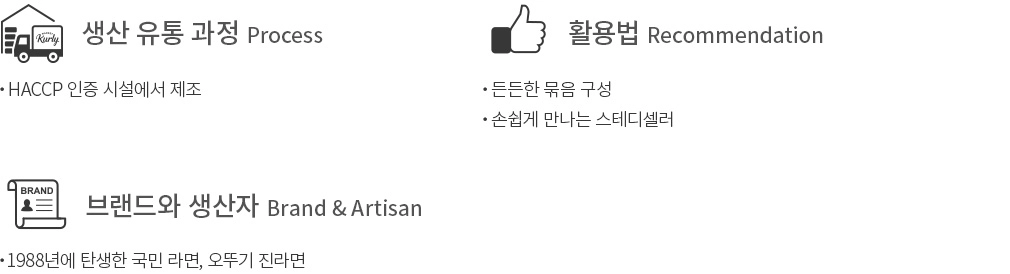 Kurly
생산 유통 과정 Process
• HACCP 인증 시설에서 제조
활용법 Recommendation
• 든든한 묶음 구성
• 손쉽게 만나는 스테디셀러
BRAND
브랜드와 생산자 Brand & Artisan
• 1988년에 탄생한 국민 라면, 오뚜기 진라면